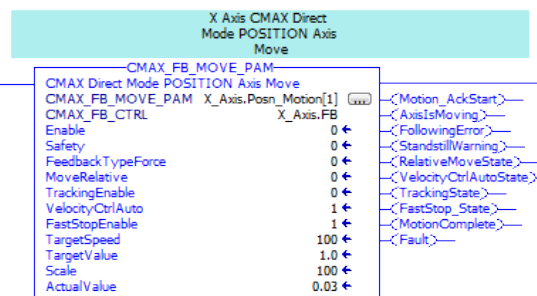 X Axis CMAX Direct
Mode POSITION Axis
Move
CMAX_FB_MOVE_PAM
CMAX Direct Mode POSITION Axis Move
CMAX_FB_MOVE_PAM X_Axis.Posn_Motion[1] ... Motion_AckStart
CMAX_FB_CTRL X_Axis.FB AxisIsMoving
Enable 0 FollowingError
Safety 0 StandstillWarning
FeedbackTypeForce 0 RelativeMoveState
MoveRelative 0 VelocityCtrlAutoState
TrackingEnable 0 TrackingState
VelocityCtrlAuto 1 FastStop_State
FastStopEnable 1 MotionComplete
TargetSpeed 100 Fault
TargetValue 1.0
Scale 100
ActualValue 0.03